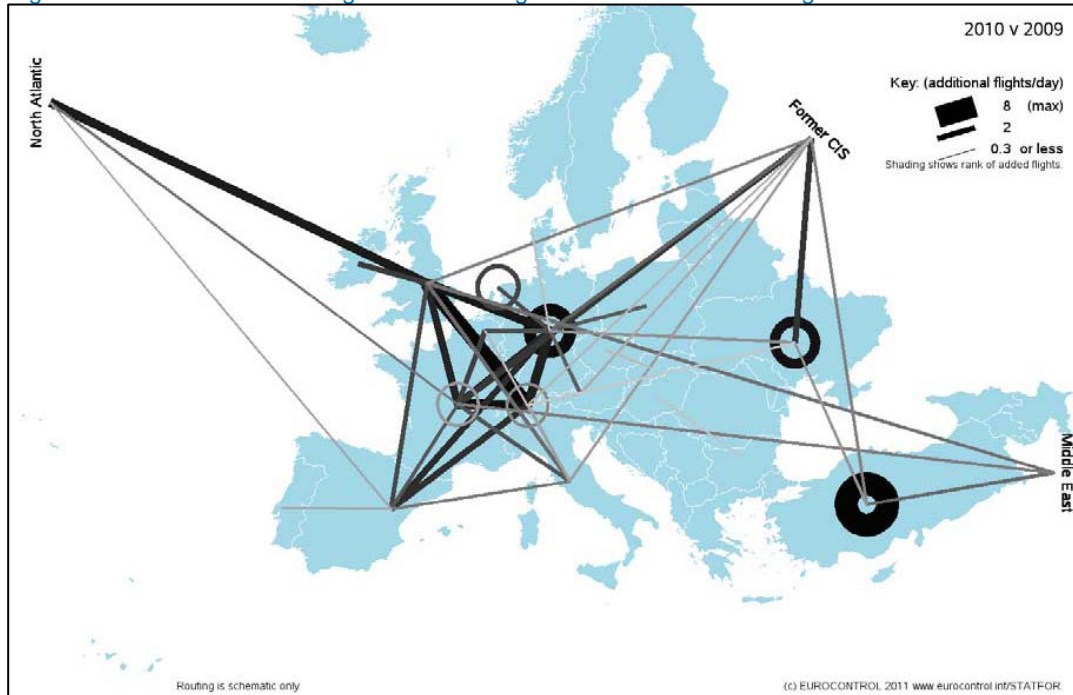 2010 v 2009
North Atlantic
Key: (additional flights/day)
8 (max)
2
0.3 or less
Shading shows rank of added flights.
Former CIS
Middle East
Routing is schematic only
(c) EUROCONTROL 2011 www.eurocontrol.int/STATFOR